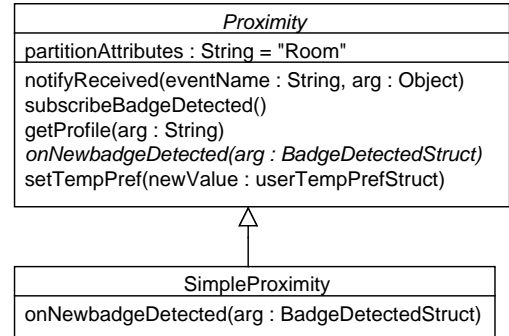 Proximity
partitionAttributes : String = "Room"
notifyReceived(eventName : String, arg : Object)
subscribeBadgeDetected()
getProfile(arg : String)
onNewbadgeDetected(arg : BadgeDetectedStruct)
setTempPref(newValue : userTempPrefStruct)
SimpleProximity
onNewbadgeDetected(arg : BadgeDetectedStruct)